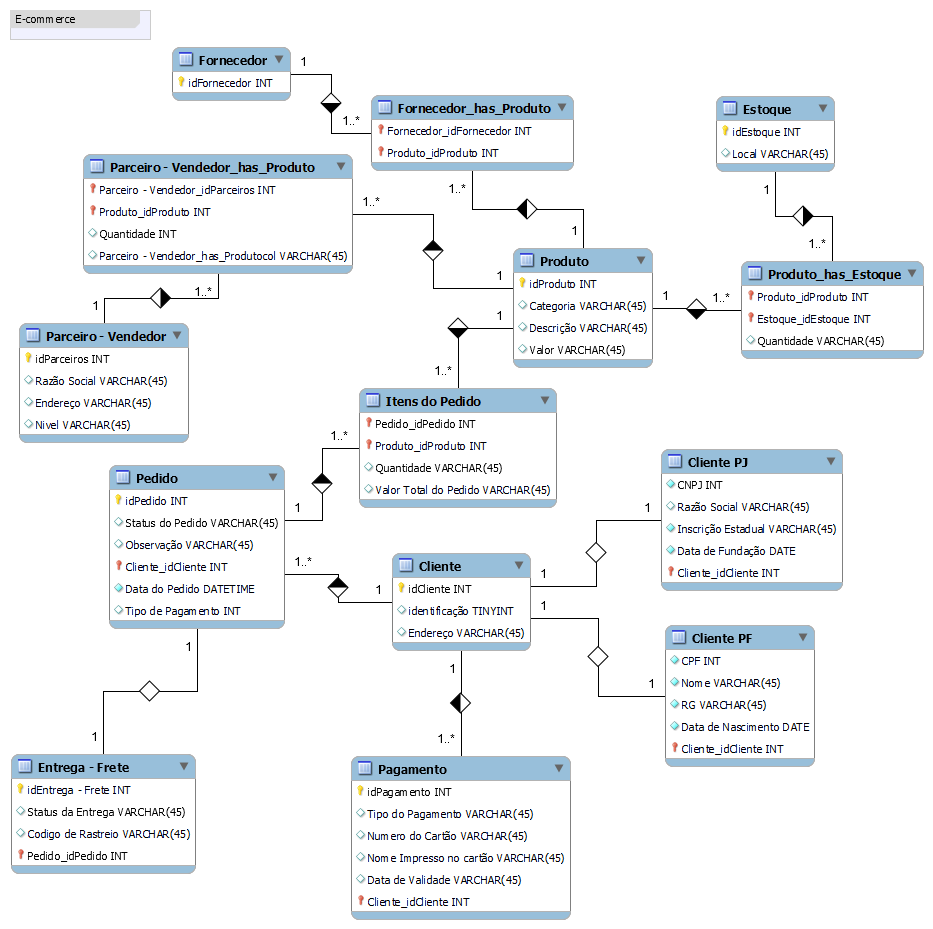 E-commerce
Fornecedor
idFornecedor INT
1
1..*
Fornecedor_has_Produto
Fornecedor_idFornecedor INT
Produto_idProduto INT
1..*
1
Estoque
idEstoque INT
Local VARCHAR(45)
1
1..*
Parceiro - Vendedor_has_Produto
Parceiro - Vendedor_idParceiros INT
Produto_idProduto INT
Quantidade INT
Parceiro - Vendedor_has_Produtocol VARCHAR(45)
1..*
1
1..*
1
Produto
idProduto INT
Categoria VARCHAR(45)
Descrição VARCHAR(45)
Valor VARCHAR(45)
1
1..*
Produto_has_Estoque
Produto_idProduto INT
Estoque_idEstoque INT
Quantidade VARCHAR(45)
Parceiro - Vendedor
idParceiros INT
Razão Social VARCHAR(45)
Endereço VARCHAR(45)
Nivel VARCHAR(45)
1
1..*
Itens do Pedido
Pedido_idPedido INT
Produto_idProduto INT
Quantidade VARCHAR(45)
Valor Total do Pedido VARCHAR(45)
1..*
1
Pedido
idPedido INT
Status do Pedido VARCHAR(45)
Observação VARCHAR(45)
Cliente_idCliente INT
Data do Pedido DATETIME
Tipo de Pagamento INT
1..*
1
Cliente
idCliente INT
identificação TINYINT
Endereço VARCHAR(45)
1
1
Cliente PJ
CNPJ INT
Razão Social VARCHAR(45)
Inscrição Estadual VARCHAR(45)
Data de Fundação DATE
Cliente_idCliente INT
1
1
Cliente PF
CPF INT
Nome VARCHAR(45)
RG VARCHAR(45)
Data de Nascimento DATE
Cliente_idCliente INT
1
1
Entrega - Frete
idEntrega - Frete INT
Status da Entrega VARCHAR(45)
Codigo de Rastreio VARCHAR(45)
Pedido_idPedido INT
1
1..*
Pagamento
idPagamento INT
Tipo do Pagamento VARCHAR(45)
Numero do Cartão VARCHAR(45)
Nome Impresso no cartão VARCHAR(45)
Data de Validade VARCHAR(45)
Cliente_idCliente INT